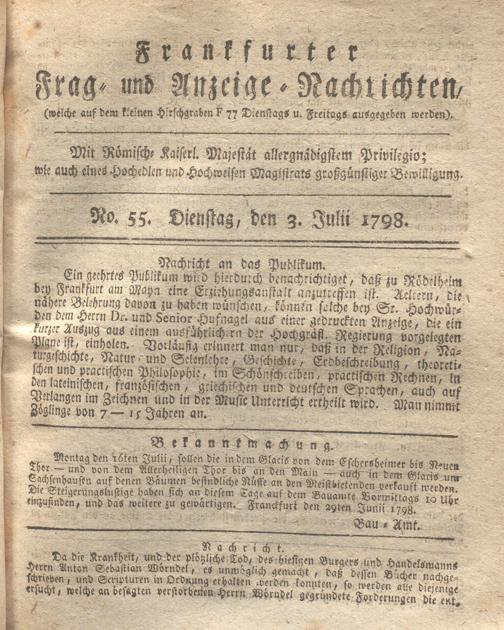 Frankfurter
Frag- und Anzeige-Nachrichten,
(welche auf dem kleinen Hirschgraben F 77 Dienstags u. Freitags ausgegeben werden).
Mit Römisch-Kaiserl. Majestät allergnädigstem Privilegio;
wie auch eines Hochedlen und Hochweisen Magistrats großgünstiger Bewilligung.
No. 55. Dienstag, den 3. Julii 1798.
Nachricht an das Publikum.
Ein geehrtes Publikum wird hierdurch benachrichtiget, daß zu Rödelheim
bey Frankfurt am Mayn eine Erziehungsanstalt anzutreffen ist. Aeltern, die
nähere Belehrung davon zu haben wünschen, können solche bey Sr. Hochwür-
den dem Herrn Dr. und Senior Hufnagel aus einer gedruckten Anzeige, die ein
kurzer Auszug aus einem ausführlichern der Hochgräfl. Regierung vorgelegten
Plane ist, einholen. Vorläufig erinnert man nur, daß in der Religion, Na-
turgeschichte, Natur- und Seelenlehre, Geschichte, Erdbeschreibung, theoreti-
schen und practischen Philosophie, im Schönschreiben, practischen Rechnen, in
den lateinischen, französischen, griechischen und deutschen Sprachen, auch auf
Verlangen im Zeichnen und in der Music Unterricht ertheilt wird. Man nimmt
Zöglinge von 7 — 15 Jahren an.
Bekanntmachung.
Montag den 16ten Julii, sollen die in dem Glacis von dem Eschersheimer bis Neuen
Thor — und von dem Allerheiligen Thor bis an den Main — auch in dem Glacis um
Sachsenhausen auf denen Bäumen befindliche Nüsse an den Meistbietenden verkauft werden.
Die Steigerungslustige haben sich an diesem Tage auf dem Bauamte Vormittags 10 Uhr
einzufinden, und das weitere zu gewärtigen. Frankfurt den 29ten Junii 1798.
Bau-Amt.
Nachricht.
Da die Krankheit, und der plötzliche Tod, des hiesigen Burgers und Handelsmanns
Herrn Anton Sebastian Wörndel, es unmöglich gemacht, daß dessen Bücher nachge-
schrieben, und Scripturen in Ordnung erhalten werden konnten, so werden alle diejenige
ersucht, welche an besagten verstorbenen Herrn Wörndel gegründete Forderungen die ent-